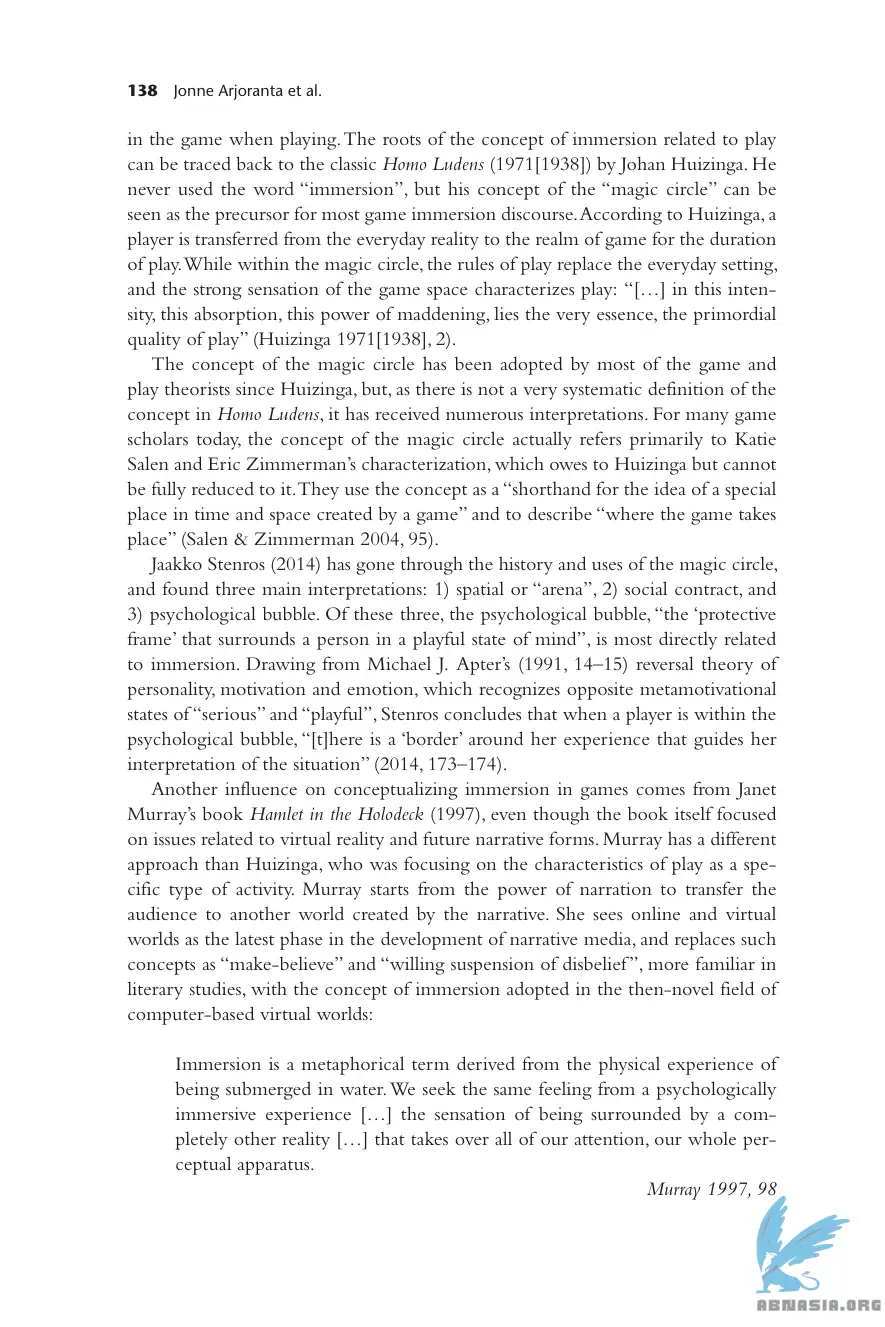 138 Jonne Arjoranta et al.
in the game when playing. The roots of the concept of immersion related to play
can be traced back to the classic Homo Ludens (1971[1938]) by Johan Huizinga. He
never used the word “immersion”, but his concept of the “magic circle” can be
seen as the precursor for most game immersion discourse. According to Huizinga, a
player is transferred from the everyday reality to the realm of game for the duration
of play. While within the magic circle, the rules of play replace the everyday setting,
and the strong sensation of the game space characterizes play: “[…] in this inten-
sity, this absorption, this power of maddening, lies the very essence, the primordial
quality of play” (Huizinga 1971[1938], 2).
The concept of the magic circle has been adopted by most of the game and
play theorists since Huizinga, but, as there is not a very systematic definition of the
concept in Homo Ludens, it has received numerous interpretations. For many game
scholars today, the concept of the magic circle actually refers primarily to Katie
Salen and Eric Zimmerman’s characterization, which owes to Huizinga but cannot
be fully reduced to it. They use the concept as a “shorthand for the idea of a special
place in time and space created by a game” and to describe “where the game takes
place” (Salen & Zimmerman 2004, 95).
Jaakko Stenros (2014) has gone through the history and uses of the magic circle,
and found three main interpretations: 1) spatial or “arena”, 2) social contract, and
3) psychological bubble. Of these three, the psychological bubble, “the ‘protective
frame’ that surrounds a person in a playful state of mind”, is most directly related
to immersion. Drawing from Michael J. Apter’s (1991, 14–15) reversal theory of
personality, motivation and emotion, which recognizes opposite metamotivational
states of “serious” and “playful”, Stenros concludes that when a player is within the
psychological bubble, “[t]here is a ‘border’ around her experience that guides her
interpretation of the situation” (2014, 173–174).
Another influence on conceptualizing immersion in games comes from Janet
Murray’s book Hamlet in the Holodeck (1997), even though the book itself focused
on issues related to virtual reality and future narrative forms. Murray has a different
approach than Huizinga, who was focusing on the characteristics of play as a spe-
cific type of activity. Murray starts from the power of narration to transfer the
audience to another world created by the narrative. She sees online and virtual
worlds as the latest phase in the development of narrative media, and replaces such
concepts as “make-believe” and “willing suspension of disbelief”, more familiar in
literary studies, with the concept of immersion adopted in the then-novel field of
computer-based virtual worlds:
Immersion is a metaphorical term derived from the physical experience of
being submerged in water. We seek the same feeling from a psychologically
immersive experience […] the sensation of being surrounded by a com-
pletely other reality […] that takes over all of our attention, our whole per-
ceptual apparatus.
Murray 1997, 98
ABNASIA.ORG